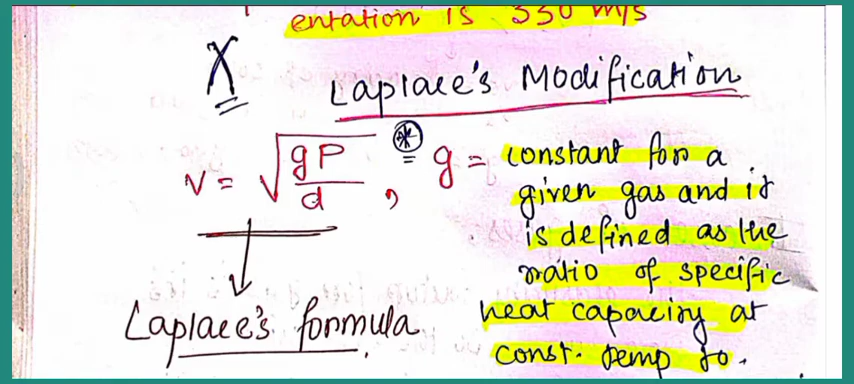 entation is 330 m/s
X
Laplace's Modification
v = √(gP/d) , ⊛ g = constant for a
given gas and it
is defined as the
ratio of specific
heat capacity at
const. temp to.
Laplace's formula.